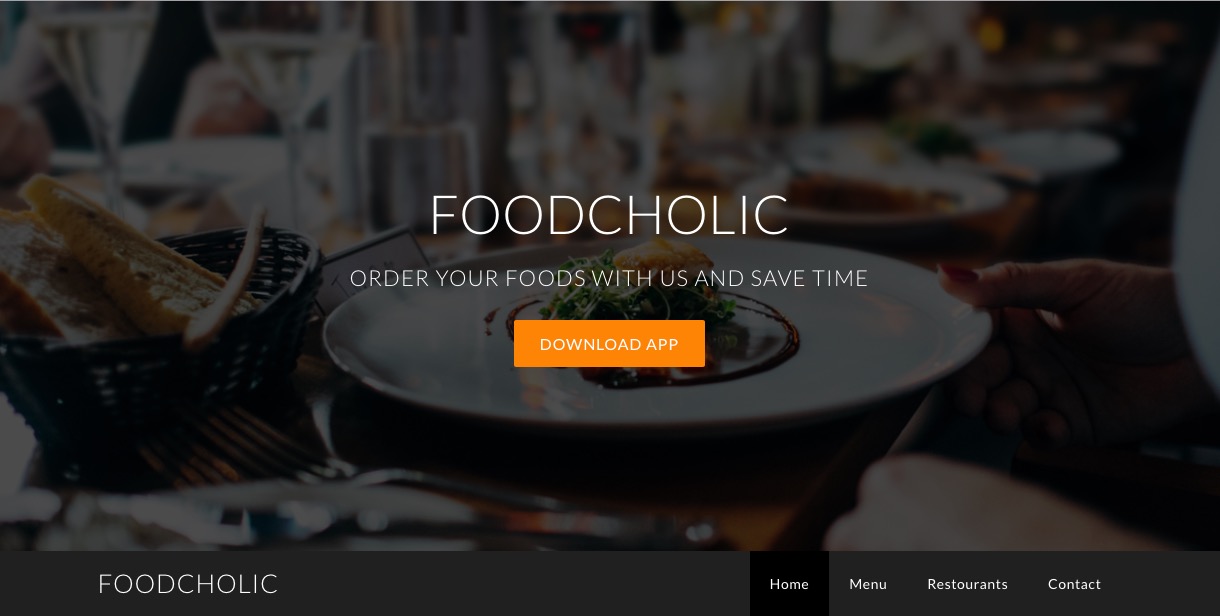 FOODCHOLIC
ORDER YOUR FOODS WITH US AND SAVE TIME
DOWNLOAD APP
FOODCHOLIC
Home
Menu
Restourants
Contact